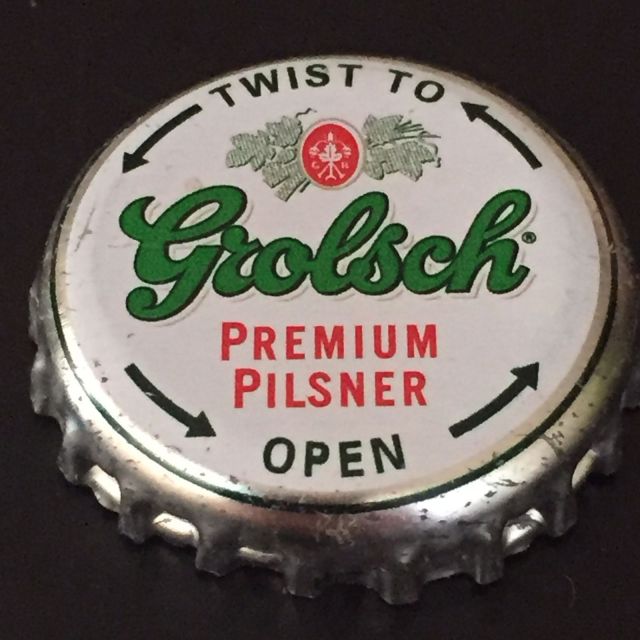 TWIST TO
Grolsch®
PREMIUM
PILSNER
OPEN